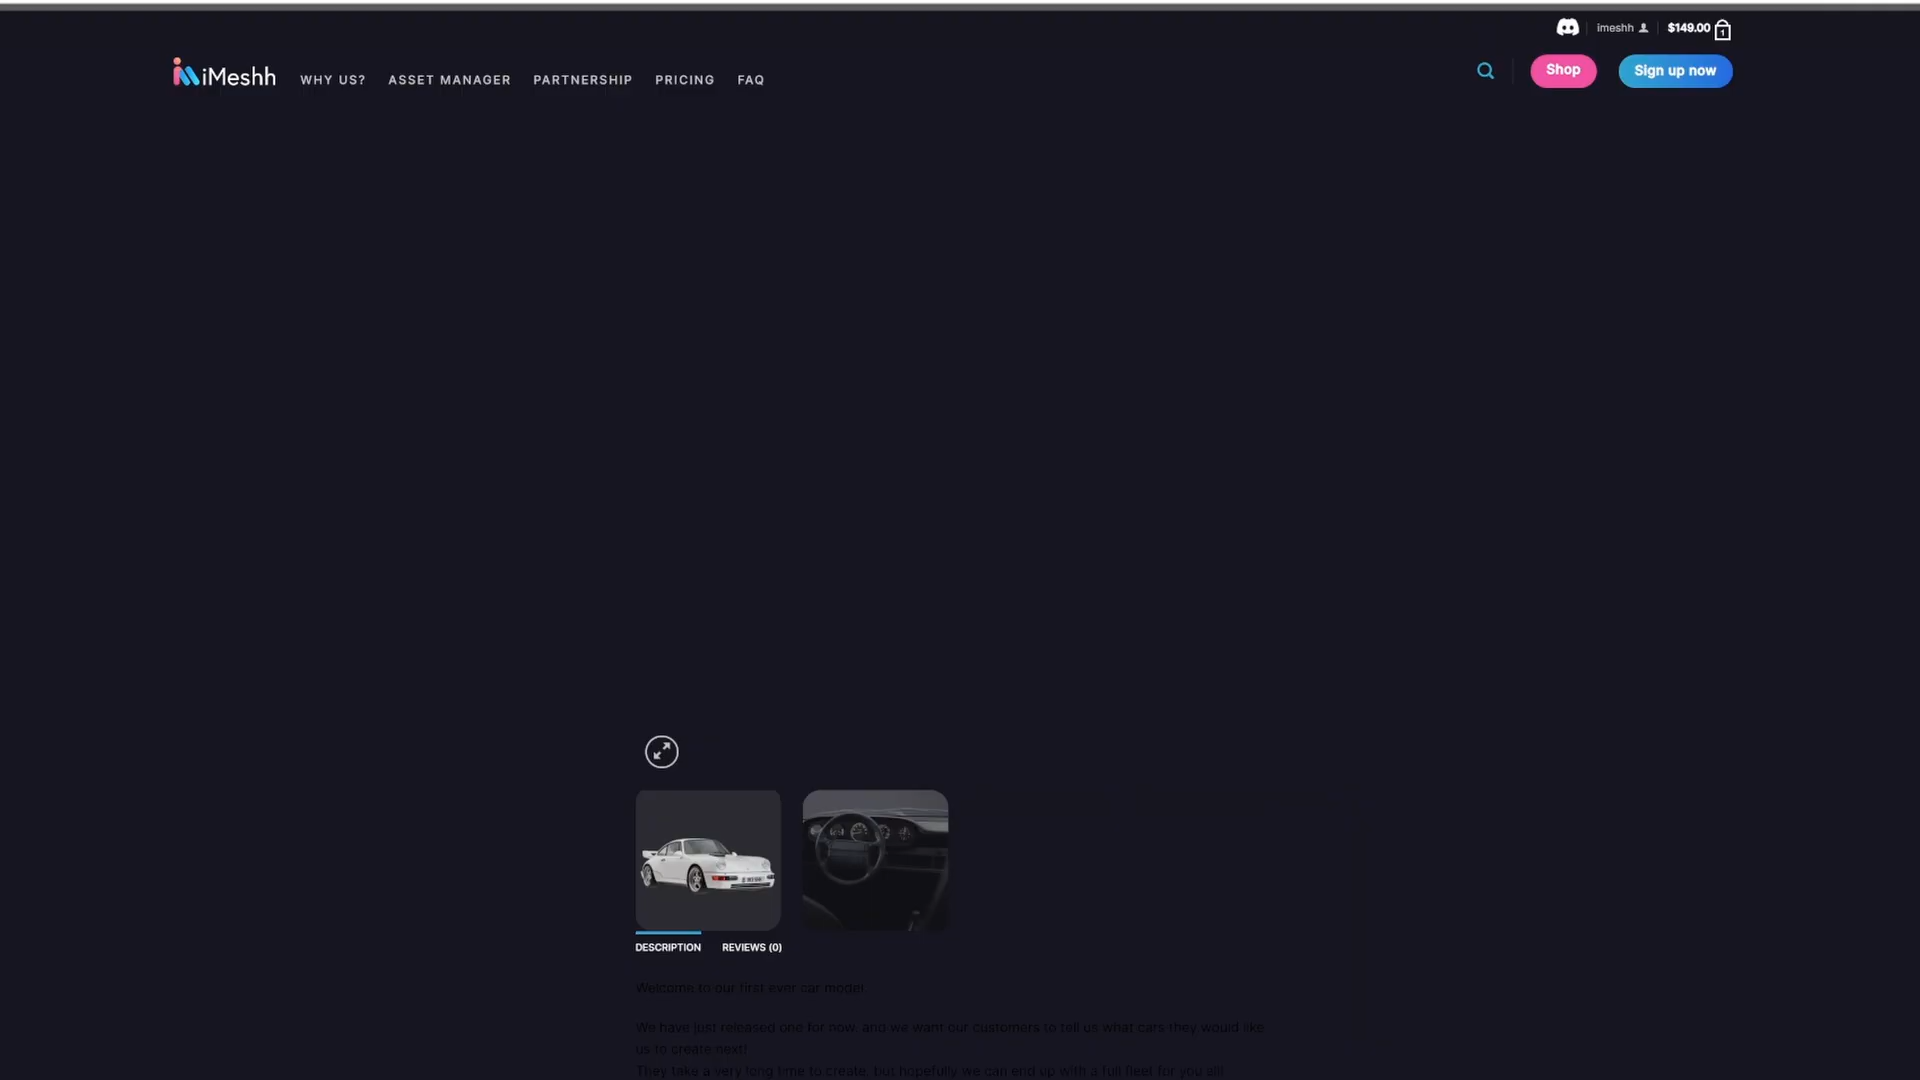 imeshh
$149.00
1
iMeshh
WHY US?
ASSET MANAGER
PARTNERSHIP
PRICING
FAQ
Shop
Sign up now
DESCRIPTION
REVIEWS (0)
Welcome to our first ever car model
We have just released one for now, and we want our customers to tell us what cars they would like
us to create next!
They take a very long time to create, but hopefully we can end up with a full fleet for you all!